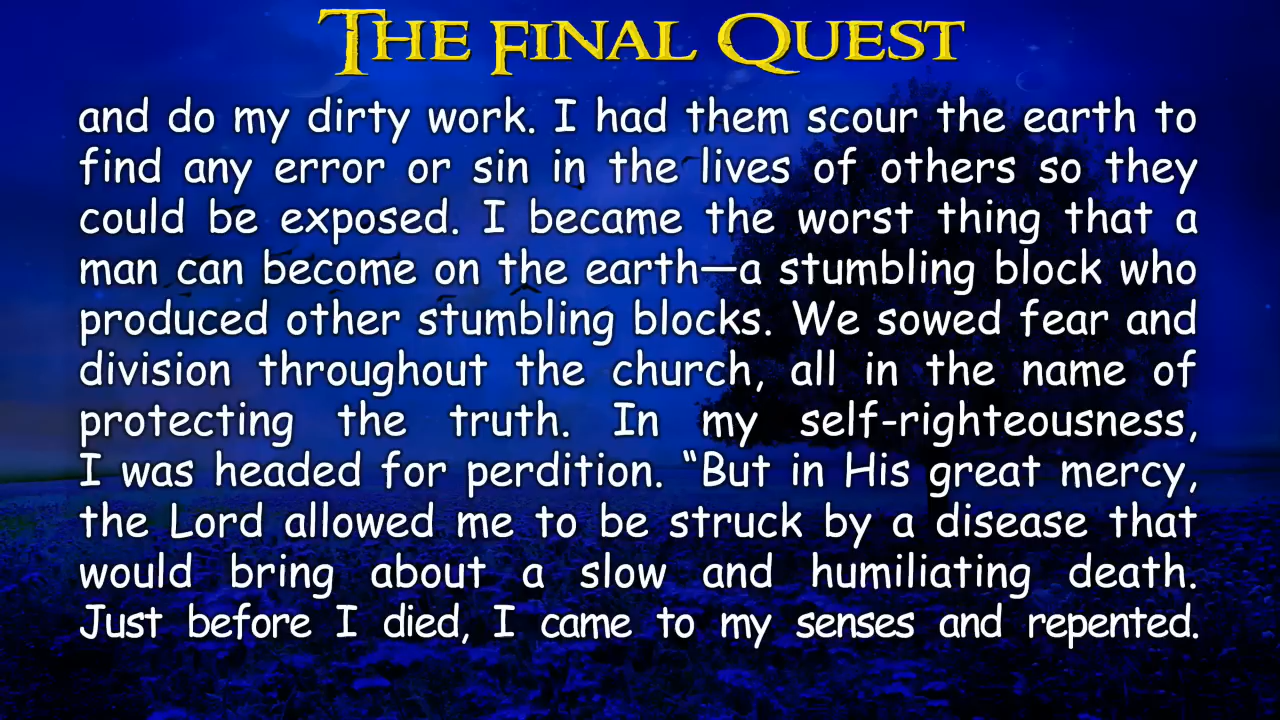 The Final Quest
and do my dirty work. I had them scour the earth to
find any error or sin in the lives of others so they
could be exposed. I became the worst thing that a
man can become on the earth—a stumbling block who
produced other stumbling blocks. We sowed fear and
division throughout the church, all in the name of
protecting the truth. In my self-righteousness,
I was headed for perdition. “But in His great mercy,
the Lord allowed me to be struck by a disease that
would bring about a slow and humiliating death.
Just before I died, I came to my senses and repented.